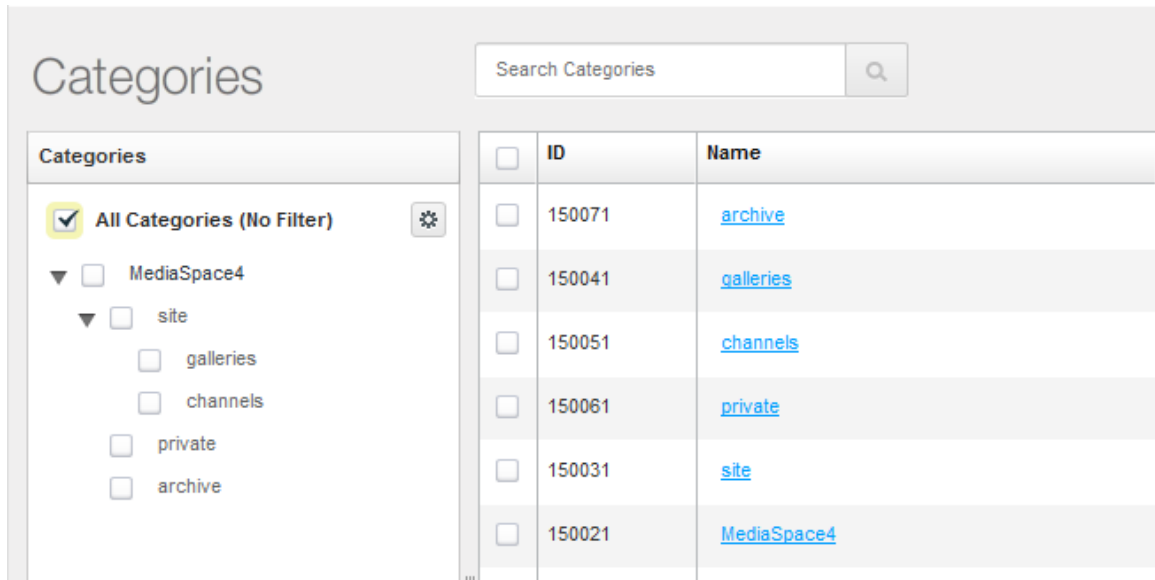 Categories
Search Categories
Categories
All Categories (No Filter)
MediaSpace4
site
galleries
channels
private
archive
ID Name
150071 archive
150041 galleries
150051 channels
150061 private
150031 site
150021 MediaSpace4